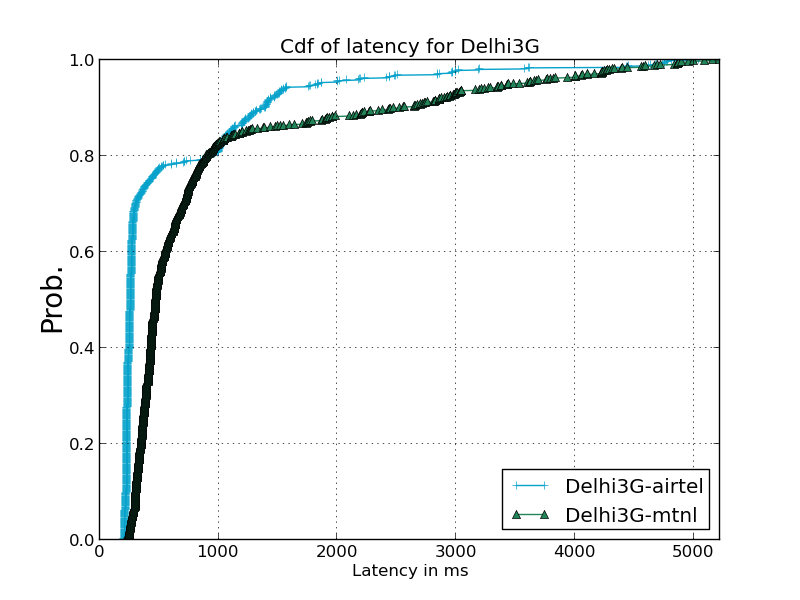 Cdf of latency for Delhi3G
Prob.
1.0
0.8
0.6
0.4
0.2
0.0
0 1000 2000 3000 4000 5000
Latency in ms
Delhi3G-airtel
Delhi3G-mtnl